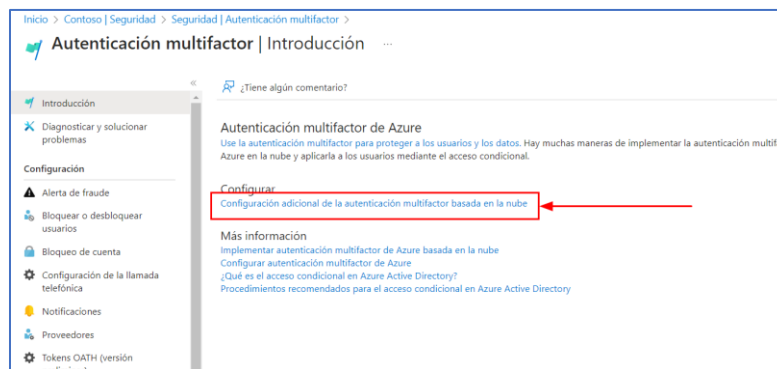 Inicio > Contoso | Seguridad > Seguridad | Autenticación multifactor >
Autenticación multifactor | Introducción ...
«
¿Tiene algún comentario?
Introducción
Diagnosticar y solucionar
problemas
Configuración
Alerta de fraude
Bloquear o desbloquear
usuarios
Bloqueo de cuenta
Configuración de la llamada
telefónica
Notificaciones
Proveedores
Tokens OATH (versión
Autenticación multifactor de Azure
Use la autenticación multifactor para proteger a los usuarios y los datos. Hay muchas maneras de implementar la autenticación multif
Azure en la nube y aplicarla a los usuarios mediante el acceso condicional.
Configurar
Configuración adicional de la autenticación multifactor basada en la nube
Más información
Implementar autenticación multifactor de Azure basada en la nube
Configurar autenticación multifactor de Azure
¿Qué es el acceso condicional en Azure Active Directory?
Procedimientos recomendados para el acceso condicional en Azure Active Directory